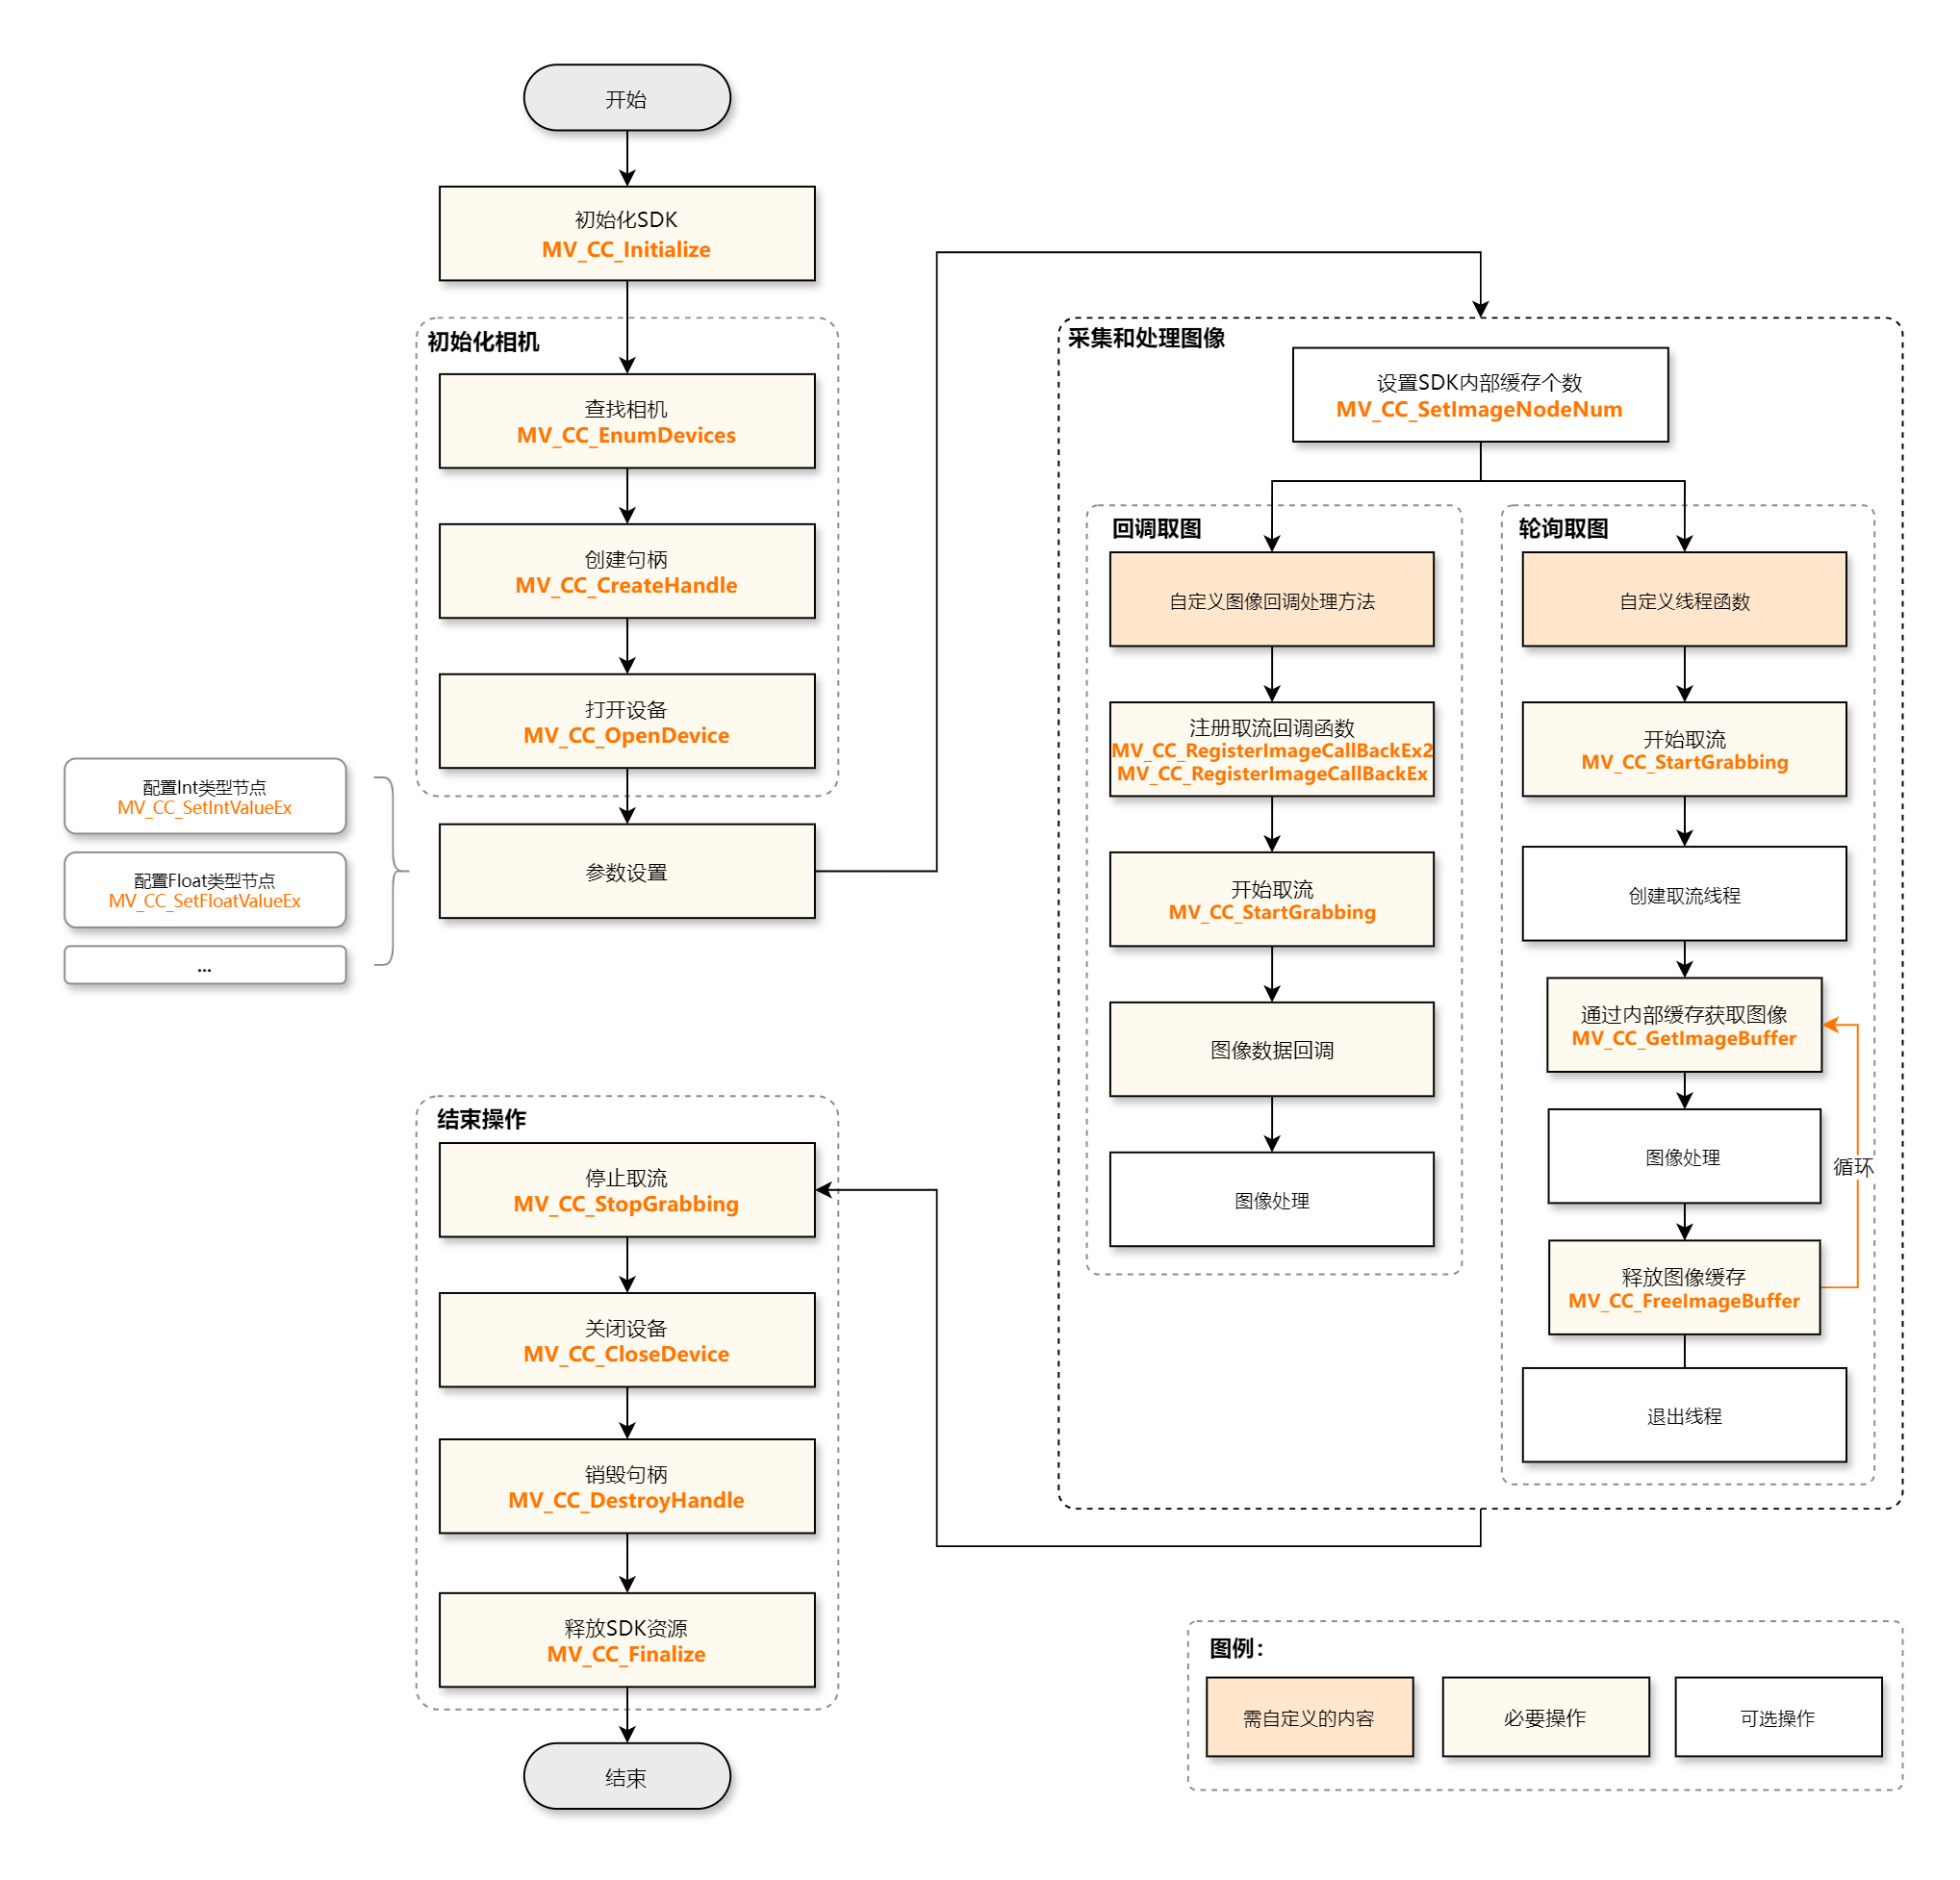 开始
初始化SDK
MV_CC_Initialize
初始化相机
查找相机
MV_CC_EnumDevices
创建句柄
MV_CC_CreateHandle
打开设备
MV_CC_OpenDevice
配置Int类型节点
MV_CC_SetIntValueEx
配置Float类型节点
MV_CC_SetFloatValueEx
...
参数设置
采集和处理图像
设置SDK内部缓存个数
MV_CC_SetImageNodeNum
回调取图
自定义图像回调处理方法
注册取流回调函数
MV_CC_RegisterImageCallBackEx2
MV_CC_RegisterImageCallBackEx
开始取流
MV_CC_StartGrabbing
图像数据回调
图像处理
轮询取图
自定义线程函数
开始取流
MV_CC_StartGrabbing
创建取流线程
通过内部缓存获取图像
MV_CC_GetImageBuffer
图像处理
循环
释放图像缓存
MV_CC_FreeImageBuffer
退出线程
结束操作
停止取流
MV_CC_StopGrabbing
关闭设备
MV_CC_CloseDevice
销毁句柄
MV_CC_DestroyHandle
释放SDK资源
MV_CC_Finalize
结束
图例：
需自定义的内容
必要操作
可选操作